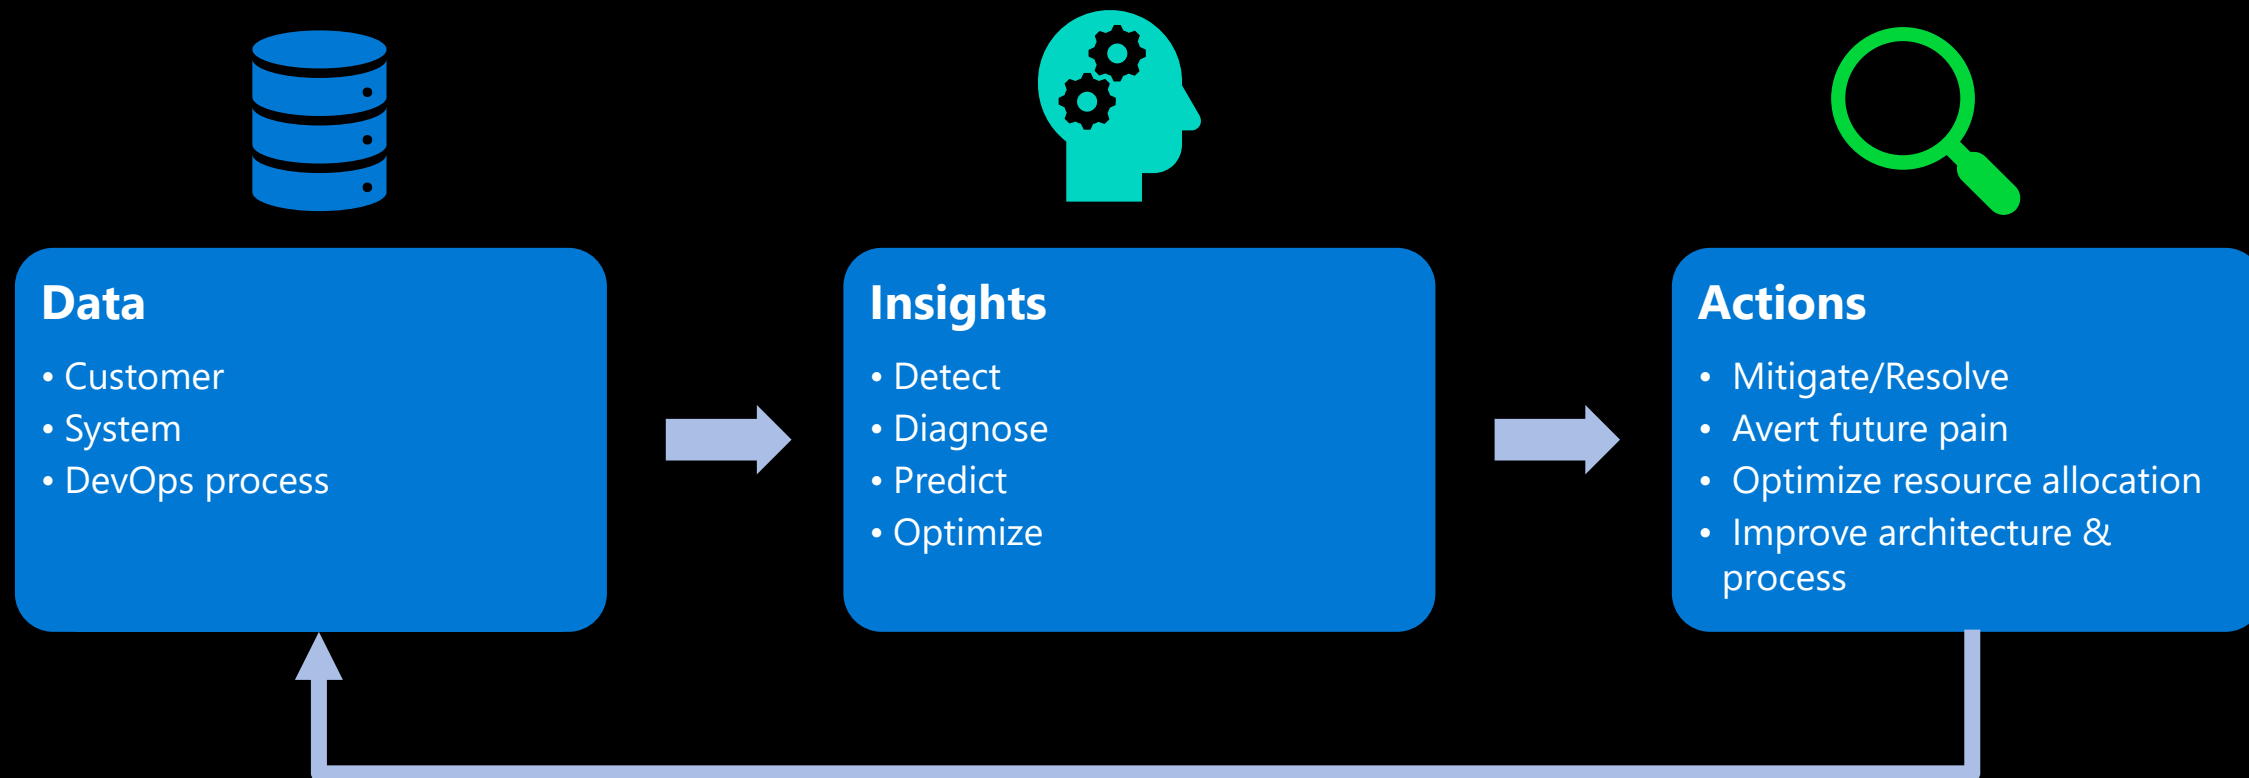 Data
• Customer
• System
• DevOps process
Insights
• Detect
• Diagnose
• Predict
• Optimize
Actions
• Mitigate/Resolve
• Avert future pain
• Optimize resource allocation
• Improve architecture &
process